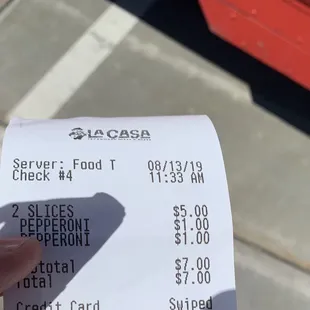 LA CASA
Server: Food T 08/13/19
Check #4 11:33 AM
2 SLICES $5.00
PEPPERONI $1.00
PEPPERONI $1.00
Subtotal $7.00
Total $7.00
Credit Card Swiped